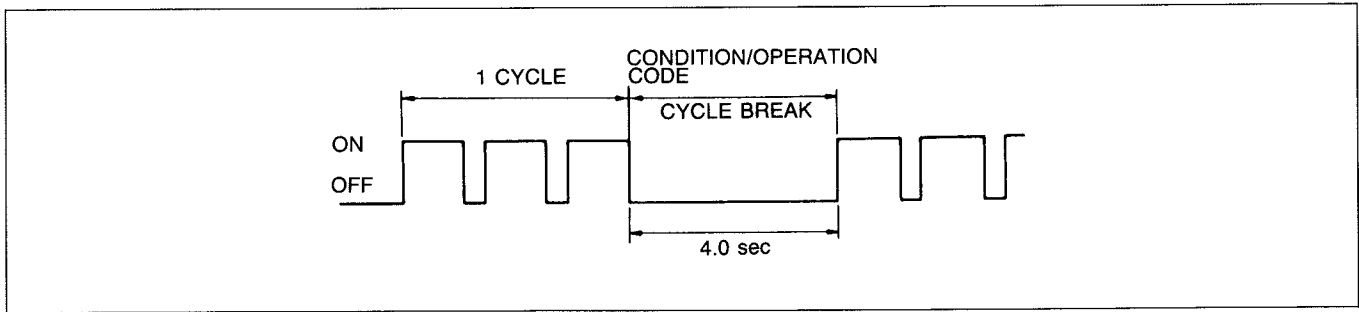 CONDITION/OPERATION
1 CYCLE
CODE
CYCLE BREAK
ON
OFF
4.0 sec